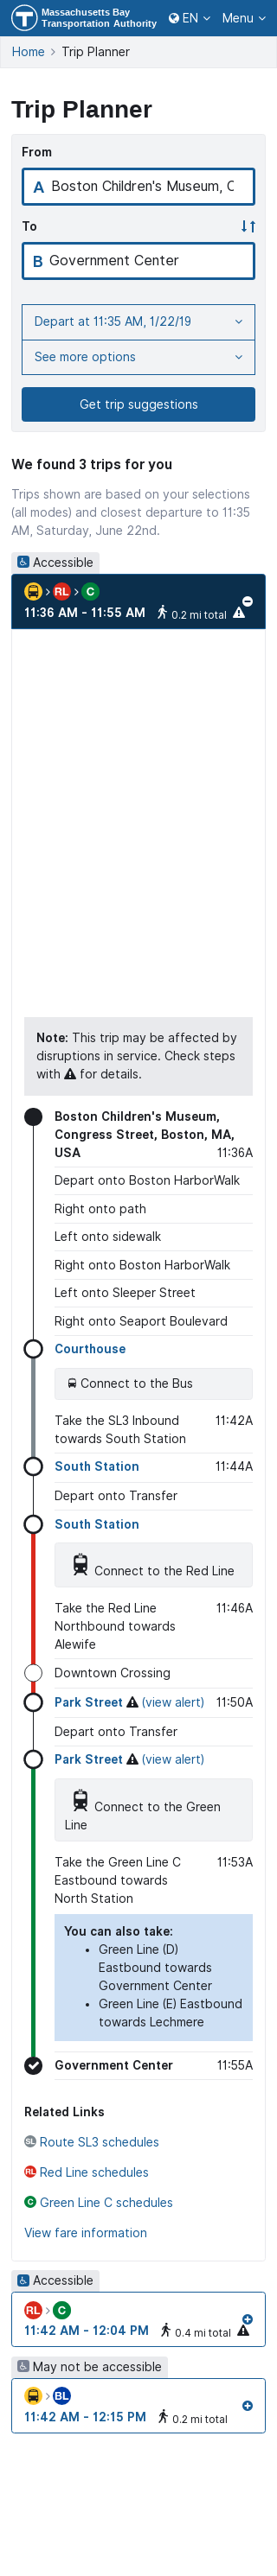 Massachusetts Bay
Transportation Authority
EN
Menu
Home > Trip Planner
Trip Planner
From
A Boston Children's Museum, C
To
B Government Center
Depart at 11:35 AM, 1/22/19
See more options
Get trip suggestions
We found 3 trips for you
Trips shown are based on your selections
(all modes) and closest departure to 11:35
AM, Saturday, June 22nd.
Accessible
RL > C
11:36 AM - 11:55 AM 0.2 mi total
Note: This trip may be affected by
disruptions in service. Check steps
with for details.
Boston Children's Museum,
Congress Street, Boston, MA,
USA 11:36A
Depart onto Boston HarborWalk
Right onto path
Left onto sidewalk
Right onto Boston HarborWalk
Left onto Sleeper Street
Right onto Seaport Boulevard
Courthouse
Connect to the Bus
Take the SL3 Inbound 11:42A
towards South Station
South Station 11:44A
Depart onto Transfer
South Station
Connect to the Red Line
Take the Red Line 11:46A
Northbound towards
Alewife
Downtown Crossing
Park Street (view alert) 11:50A
Depart onto Transfer
Park Street (view alert)
Connect to the Green
Line
Take the Green Line C 11:53A
Eastbound towards
North Station
You can also take:
• Green Line (D)
Eastbound towards
Government Center
• Green Line (E) Eastbound
towards Lechmere
Government Center 11:55A
Related Links
SL Route SL3 schedules
RL Red Line schedules
C Green Line C schedules
View fare information
Accessible
RL > C
11:42 AM - 12:04 PM 0.4 mi total
May not be accessible
BL
11:42 AM - 12:15 PM 0.2 mi total